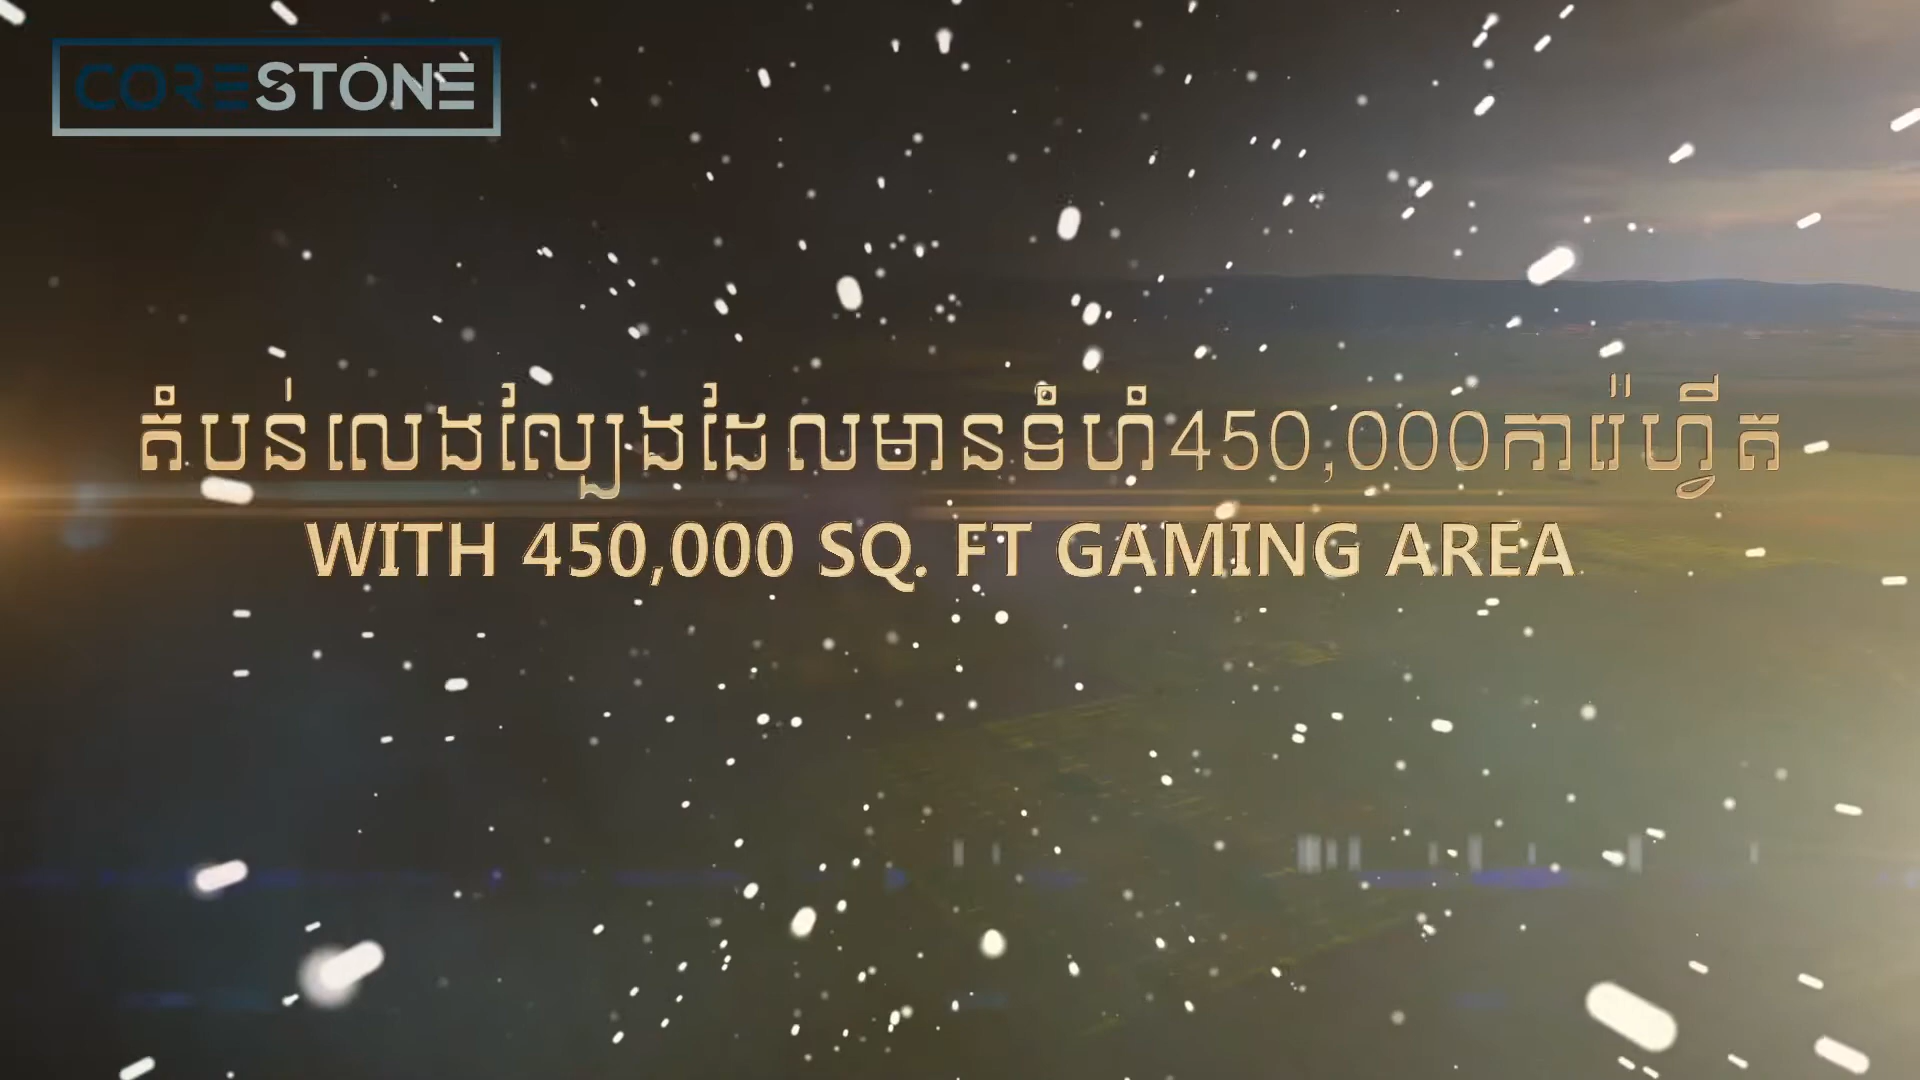 CORESTONE
តំបន់លេងល្បែងដែលមានទំហំ450,000ការ៉េហ្វីត
WITH 450,000 SQ. FT GAMING AREA